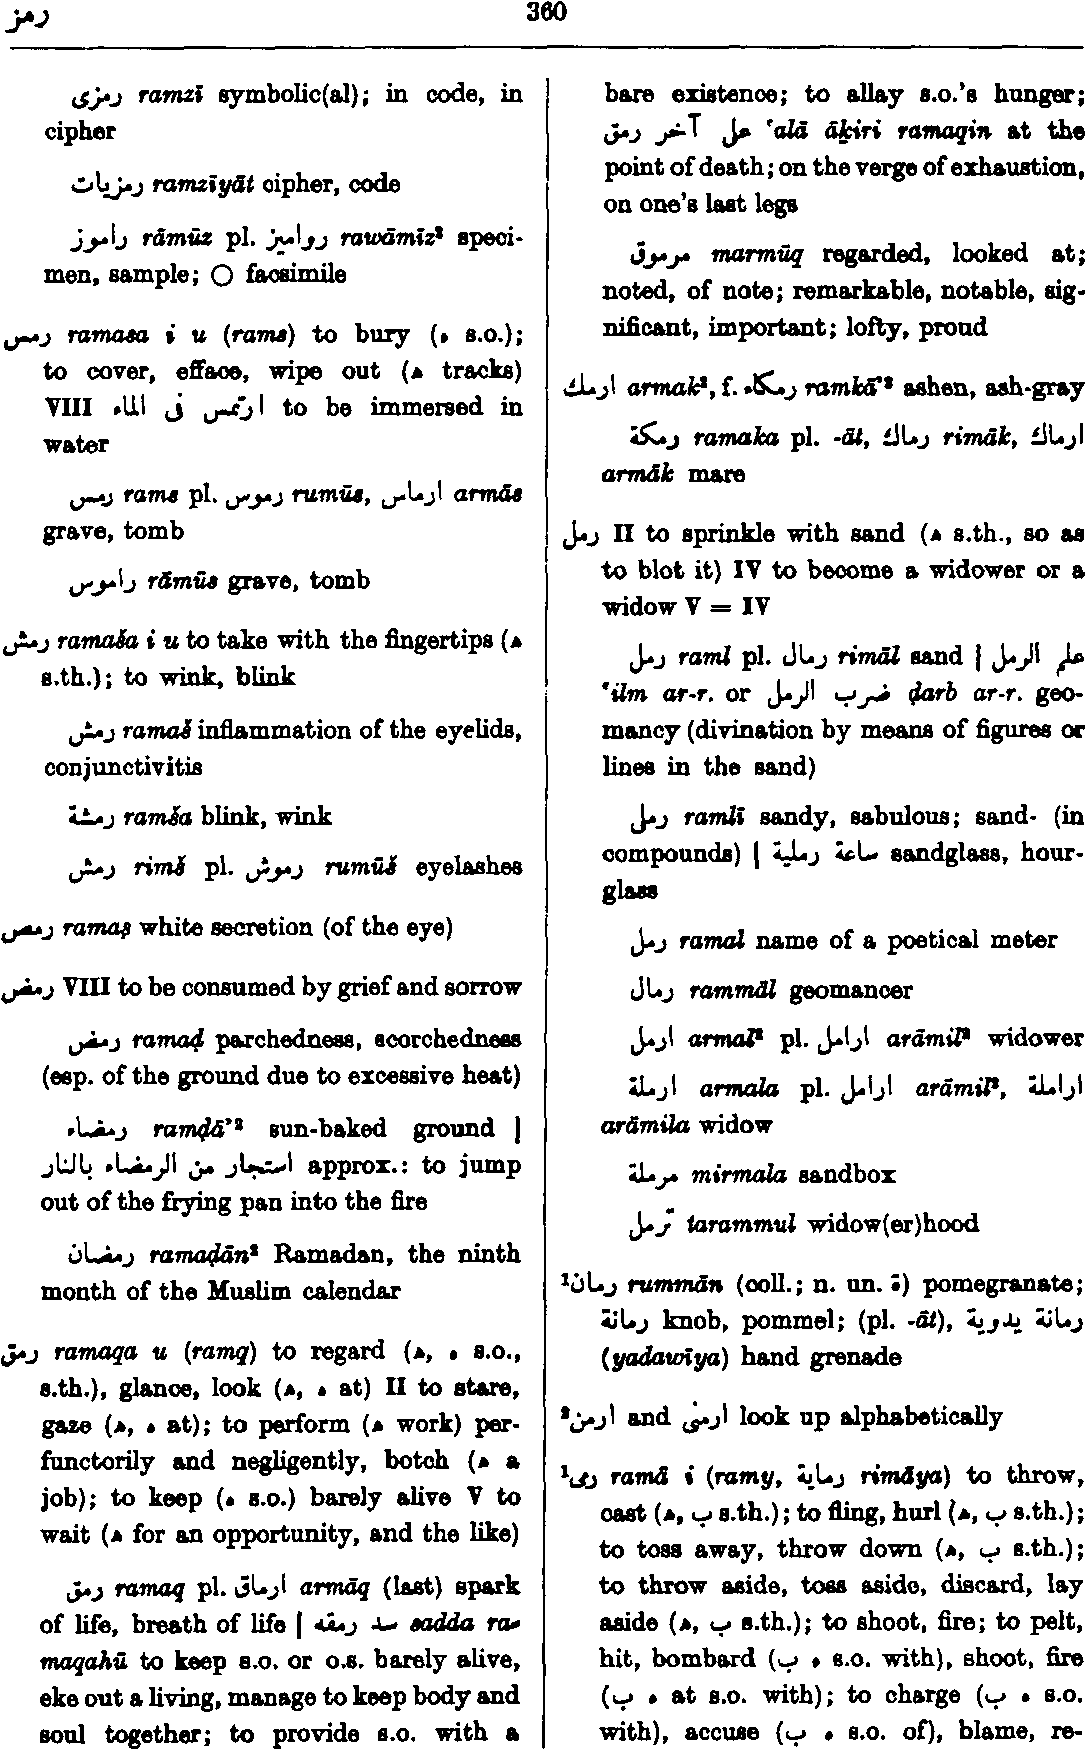 رمز
360
رمزى ramzī symbolic(al); in code, in
cipher
رمزيات ramzīyāt cipher, code
راموز rāmūz pl. رواميز rawāmīz² speci-
men, sample; ○ facsimile
رمس ramasa i u (rams) to bury (ه s.o.);
to cover, efface, wipe out (ﻫ tracks)
VIII ارتمس فى الماء to be immersed in
water
رمس rams pl. رموس rumūs, ارماس armās
grave, tomb
راموس rāmūs grave, tomb
رمش ramaša i u to take with the fingertips (ﻫ
s.th.); to wink, blink
رمش ramaš inflammation of the eyelids,
conjunctivitis
رمشة ramša blink, wink
رمش rimš pl. رموش rumūš eyelashes
رمص ramaṣ white secretion (of the eye)
رمض VIII to be consumed by grief and sorrow
رمض ramaḍ parchedness, scorchedness
(esp. of the ground due to excessive heat)
رمضاء ramḍā’² sun-baked ground |
استجار من الرمضاء بالنار approx.: to jump
out of the frying pan into the fire
رمضان ramaḍān² Ramadan, the ninth
month of the Muslim calendar
رمق ramaqa u (ramq) to regard (ﻫ, ه s.o.,
s.th.), glance, look (ﻫ, ه at) II to stare,
gaze (ﻫ, ه at); to perform (ﻫ work) per-
functorily and negligently, botch (ﻫ a
job); to keep (ه s.o.) barely alive V to
wait (ﻫ for an opportunity, and the like)
رمق ramaq pl. ارماق armāq (last) spark
of life, breath of life | سد رمقه sadda ra-
maqahū to keep s.o. or o.s. barely alive,
eke out a living, manage to keep body and
soul together; to provide s.o. with a
bare existence; to allay s.o.’s hunger;
على آخر رمق ‘alā āḵiri ramaqin at the
point of death; on the verge of exhaustion,
on one’s last legs
مرموق marmūq regarded, looked at;
noted, of note; remarkable, notable, sig-
nificant, important; lofty, proud
ارمك armak², f. رمكاء ramkā’² ashen, ash-gray
رمكة ramaka pl. -āt, رماك rimāk, ارماك
armāk mare
رمل II to sprinkle with sand (ﻫ s.th., so as
to blot it) IV to become a widower or a
widow V = IV
رمل raml pl. رمال rimāl sand | علم الرمل
‘ilm ar-r. or ضرب الرمل ḍarb ar-r. geo-
mancy (divination by means of figures or
lines in the sand)
رملى ramlī sandy, sabulous; sand- (in
compounds) | ساعة رملية sandglass, hour-
glass
رمل ramal name of a poetical meter
رمال rammāl geomancer
ارمل armal² pl. ارامل arāmil² widower
ارملة armala pl. ارامل arāmil², اراملة
arāmila widow
مرملة mirmala sandbox
ترمل tarammul widow(er)hood
¹رمان rummān (coll.; n. un. ة) pomegranate;
رمانة knob, pommel; (pl. -āt), رمانة يدوية
(yadawīya) hand grenade
²ارمن and ارمنى look up alphabetically
¹رمى ramā i (ramy, رماية rimāya) to throw,
cast (ﻫ, ب s.th.); to fling, hurl (ﻫ, ب s.th.);
to toss away, throw down (ﻫ, ب s.th.);
to throw aside, toss aside, discard, lay
aside (ﻫ, ب s.th.); to shoot, fire; to pelt,
hit, bombard (ب ه s.o. with), shoot, fire
(ب ه at s.o. with); to charge (ب ه s.o.
with), accuse (ب ه s.o. of), blame, re-